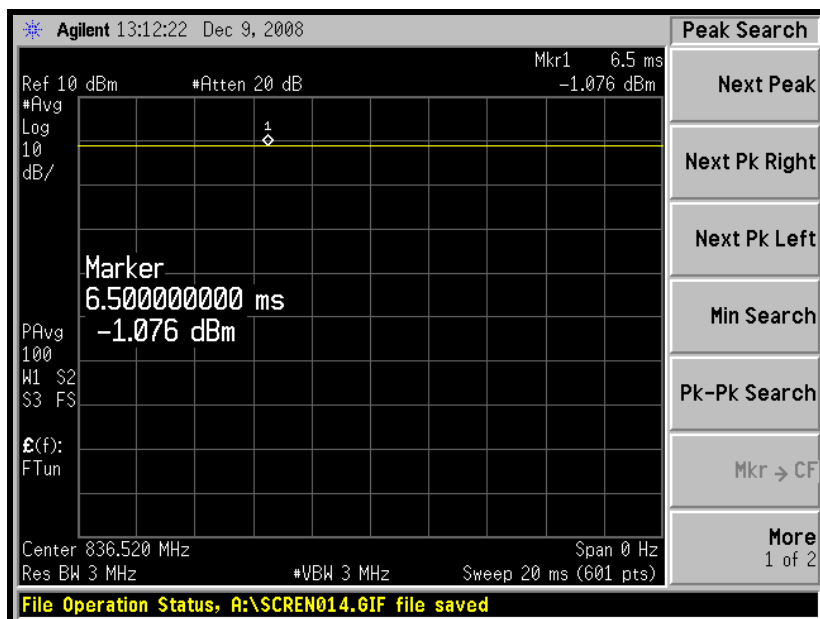 Agilent 13:12:22 Dec 9, 2008
Peak Search
Mkr1 6.5 ms
Ref 10 dBm #Atten 20 dB -1.076 dBm
#Avg
Log
10
dB/
1
Marker
6.500000000 ms
-1.076 dBm
PAvg
100
W1 S2
S3 FS
£(f):
FTun
Center 836.520 MHz Span 0 Hz
Res BW 3 MHz #VBW 3 MHz Sweep 20 ms (601 pts)
File Operation Status, A:\SCREN014.GIF file saved
Next Peak
Next Pk Right
Next Pk Left
Min Search
Pk-Pk Search
Mkr → CF
More
1 of 2